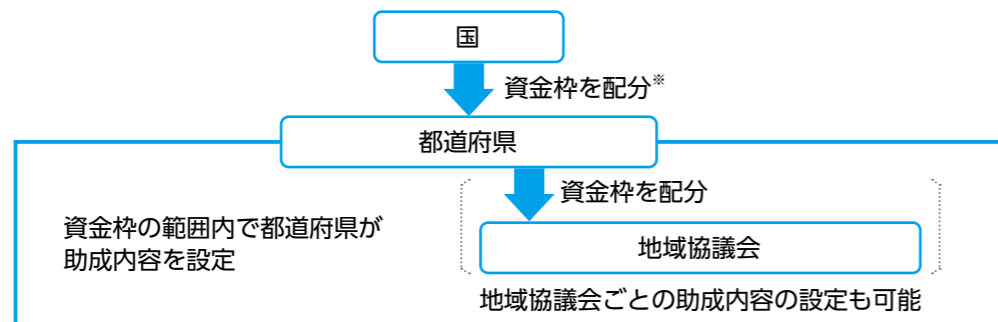 国
資金枠を配分※
都道府県
資金枠を配分
資金枠の範囲内で都道府県が
助成内容を設定
地域協議会
地域協議会ごとの助成内容の設定も可能